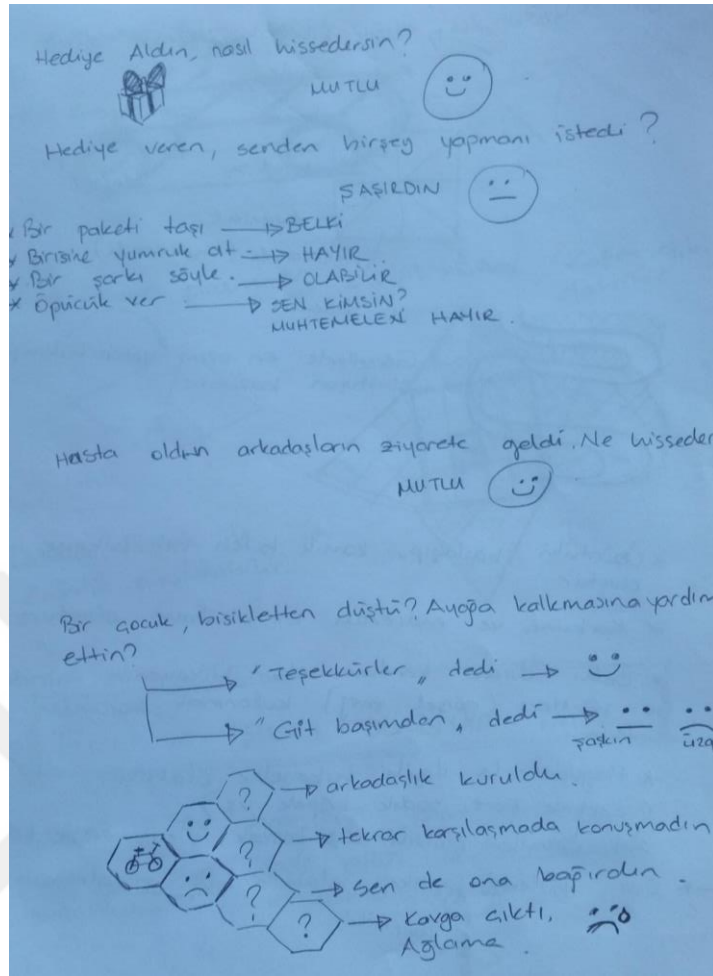 Hediye Aldın, nasıl hissedersin?
MUTLU
Hediye veren, senden birşey yapmanı istedi?
ŞAŞIRDIN
* Bir paketi taşı → BELKİ
* Birisine yumruk at → HAYIR
* Bir şarkı söyle. → OLABİLİR
* Öpücük ver → SEN KİMSİN?
MUHTEMELEN HAYIR.
Hasta oldun arkadaşların ziyarete geldi. Ne hisseder
MUTLU
Bir çocuk, bisikletten düştü? Ayağa kalkmasına yardım
ettin?
→ "Teşekkürler" dedi →
→ "Git başımdan" dedi →
şaşkın üzg
? → arkadaşlık kuruldu.
? → tekrar karşılaşmada konuşmadın
? → Sen de ona bağırdın.
? → Kavga çıktı,
Ağlama.